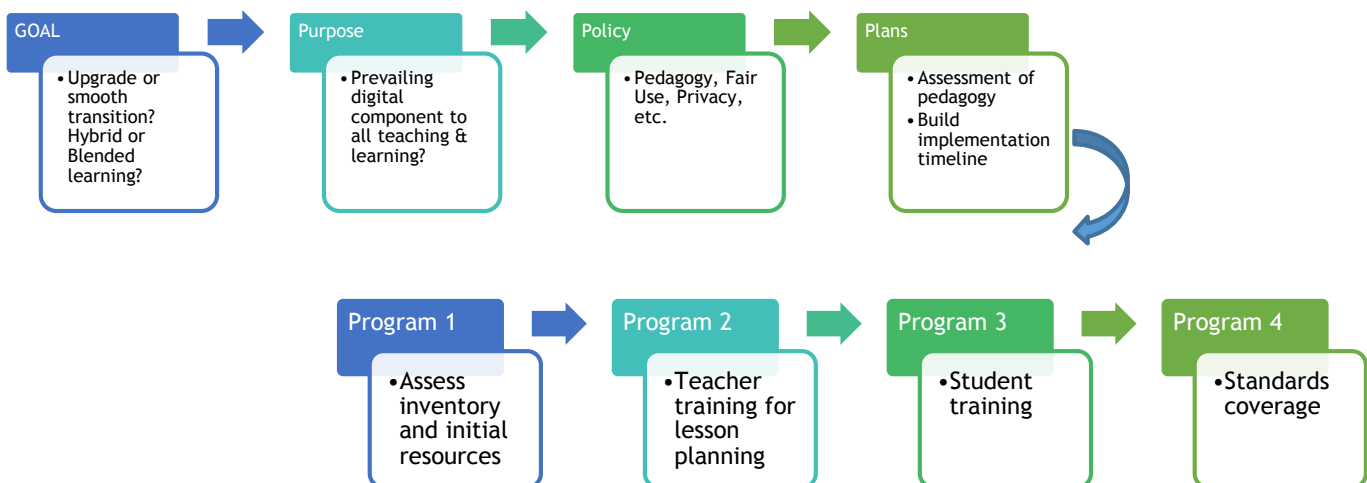 GOAL
• Upgrade or
smooth
transition?
Hybrid or
Blended
learning?
Purpose
• Prevailing
digital
component to
all teaching &
learning?
Policy
• Pedagogy, Fair
Use, Privacy,
etc.
Plans
• Assessment of
pedagogy
• Build
implementation
timeline
Program 1
•Assess
inventory
and initial
resources
Program 2
•Teacher
training for
lesson
planning
Program 3
•Student
training
Program 4
•Standards
coverage